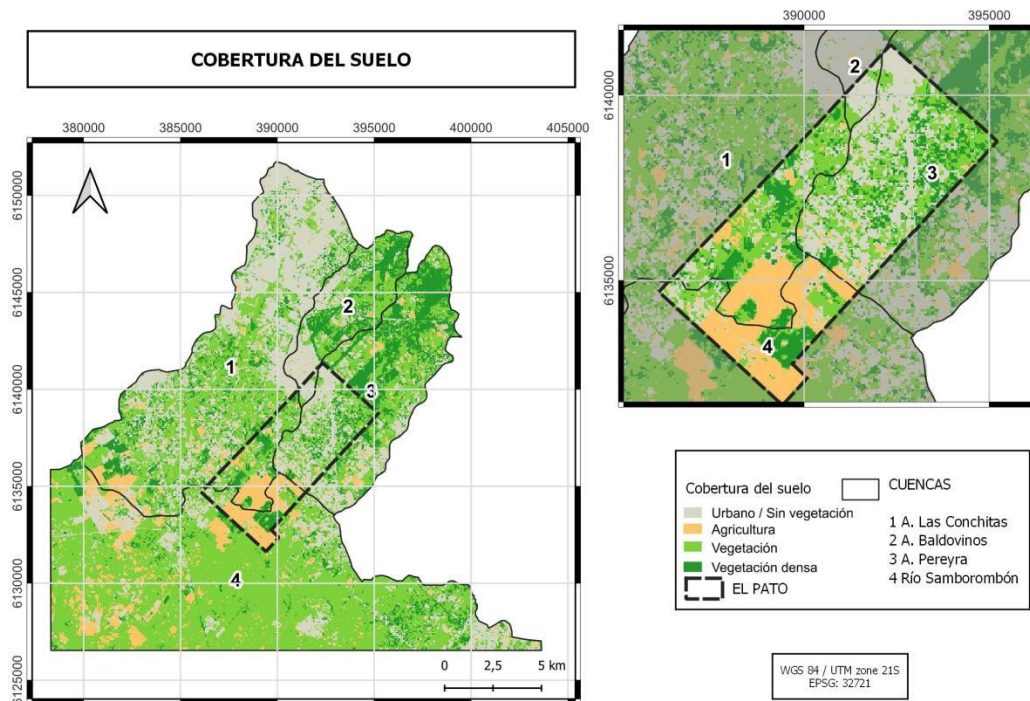 COBERTURA DEL SUELO
380000 385000 390000 395000 400000 405000
6150000
6145000
6140000
6135000
6130000
6125000
1
2
3
4
0 2,5 5 km
390000 395000
6140000
6135000
2
1
3
4
Cobertura del suelo
Urbano / Sin vegetación
Agricultura
Vegetación
Vegetación densa
EL PATO
CUENCAS
1 A. Las Conchitas
2 A. Baldovinos
3 A. Pereyra
4 Río Samborombón
WGS 84 / UTM zone 21S
EPSG: 32721